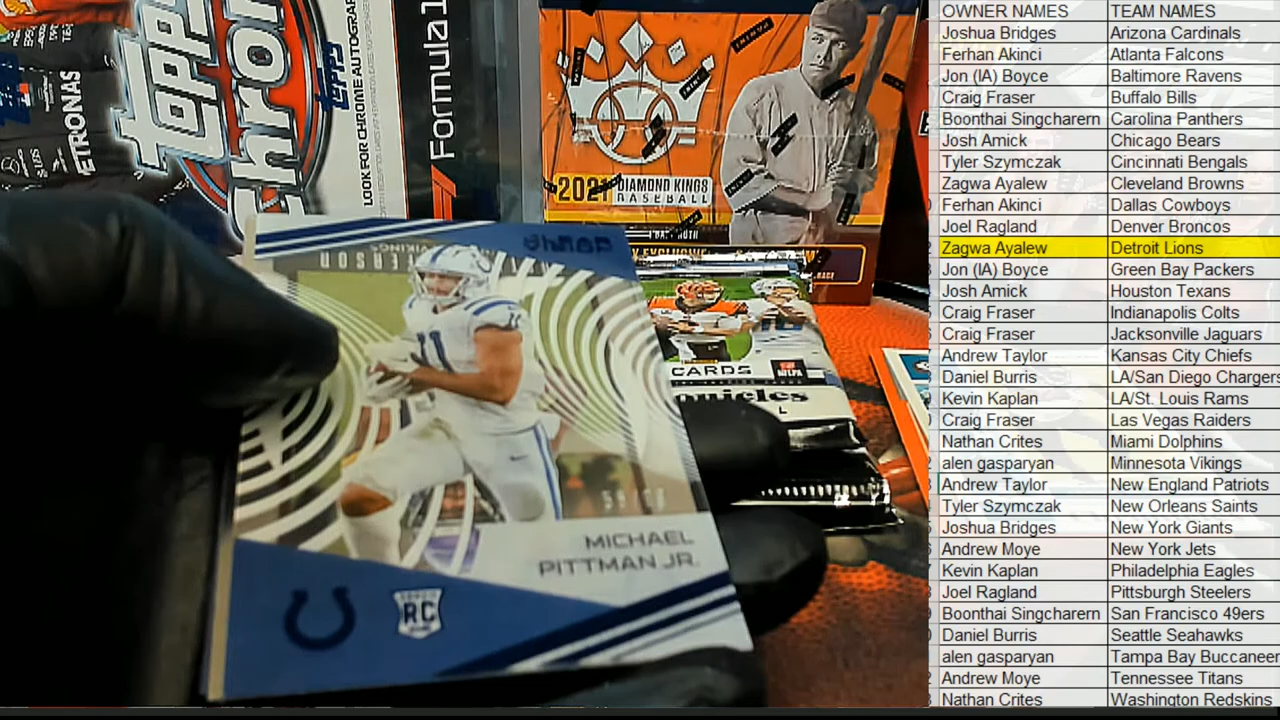 TOPPS
Chrom
PETRONAS
UBS
LOOK FOR CHROME AUTOGRAP
topps
Formula 1
2021 DIAMOND KINGS
BASEBALL
CARDS
NFLPA
onicles
VIKINGS
MICHAEL
PITTMAN JR.
RC
11
OWNER NAMES TEAM NAMES
Joshua Bridges Arizona Cardinals
Ferhan Akinci Atlanta Falcons
Jon (IA) Boyce Baltimore Ravens
Craig Fraser Buffalo Bills
Boonthai Singcharern Carolina Panthers
Josh Amick Chicago Bears
Tyler Szymczak Cincinnati Bengals
Zagwa Ayalew Cleveland Browns
Ferhan Akinci Dallas Cowboys
Joel Ragland Denver Broncos
Zagwa Ayalew Detroit Lions
Jon (IA) Boyce Green Bay Packers
Josh Amick Houston Texans
Craig Fraser Indianapolis Colts
Craig Fraser Jacksonville Jaguars
Andrew Taylor Kansas City Chiefs
Daniel Burris LA/San Diego Chargers
Kevin Kaplan LA/St. Louis Rams
Craig Fraser Las Vegas Raiders
Nathan Crites Miami Dolphins
alen gasparyan Minnesota Vikings
Andrew Taylor New England Patriots
Tyler Szymczak New Orleans Saints
Joshua Bridges New York Giants
Andrew Moye New York Jets
Kevin Kaplan Philadelphia Eagles
Joel Ragland Pittsburgh Steelers
Boonthai Singcharern San Francisco 49ers
Daniel Burris Seattle Seahawks
alen gasparyan Tampa Bay Buccaneer
Andrew Moye Tennessee Titans
Nathan Crites Washington Redskins